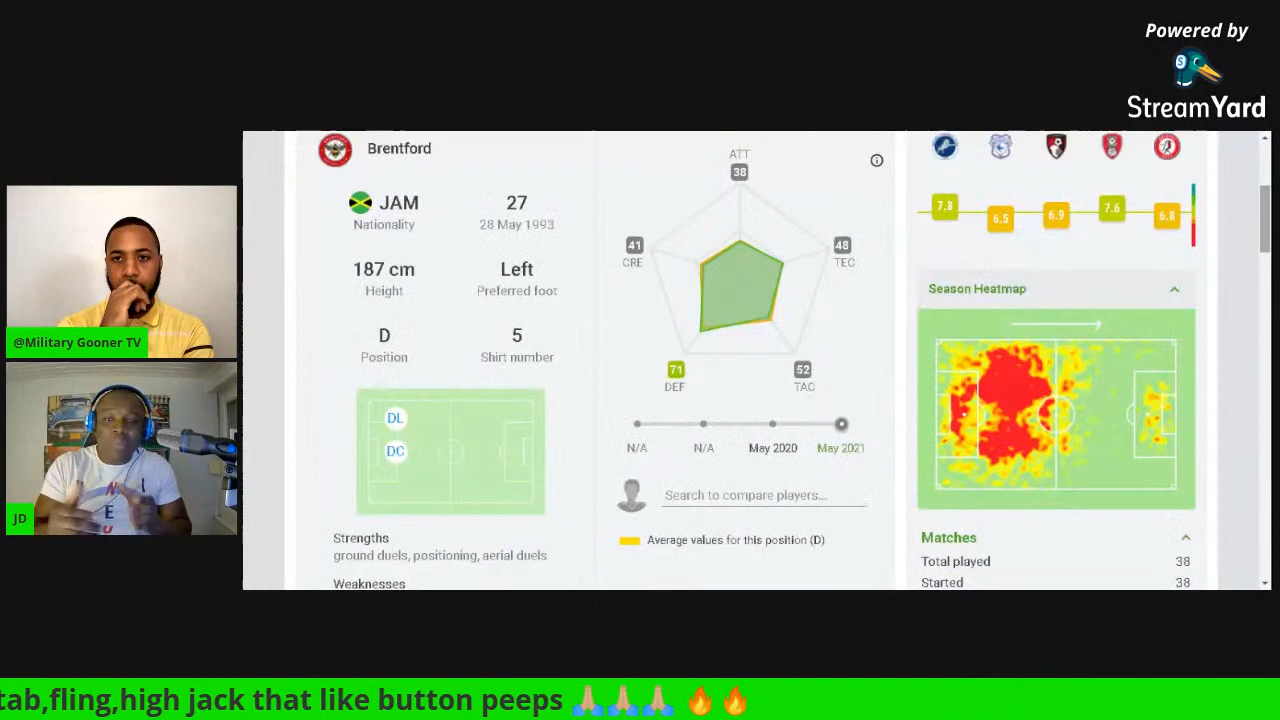 Powered by
StreamYard
Brentford
JAM
Nationality
27
28 May 1993
187 cm
Height
Left
Preferred foot
D
Position
5
Shirt number
DL
DC
Strengths
ground duels, positioning, aerial duels
Weaknesses
ATT
38
41
CRE
48
TEC
71
DEF
52
TAC
N/A
N/A
May 2020
May 2021
Search to compare players...
Average values for this position (D)
7.3
6.5
6.9
7.6
6.8
Season Heatmap
Matches
Total played
38
Started
38
@Military Gooner TV
JD
tab,fling,high jack that like button peeps 🙏🏼🙏🏼🙏🏼 🔥🔥